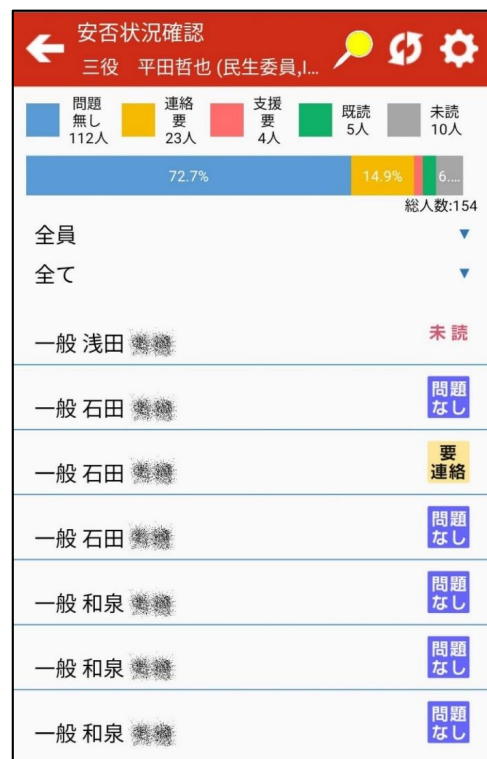 安否状況確認
三役 平田哲也 (民生委員,I...
問題
無し
112人
連絡
要
23人
支援
要
4人
既読
5人
未読
10人
72.7%
14.9%
6....
総人数:154
全員
全て
一般 浅田
未読
一般 石田
問題
なし
一般 石田
要
連絡
一般 石田
問題
なし
一般 和泉
問題
なし
一般 和泉
問題
なし
一般 和泉
問題
なし